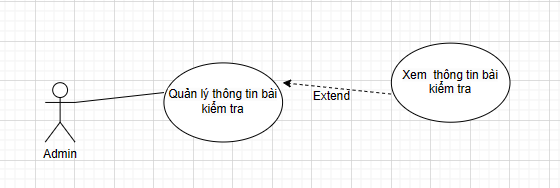 Admin
Quản lý thông tin bài
kiểm tra
Extend
Xem thông tin bài
kiểm tra